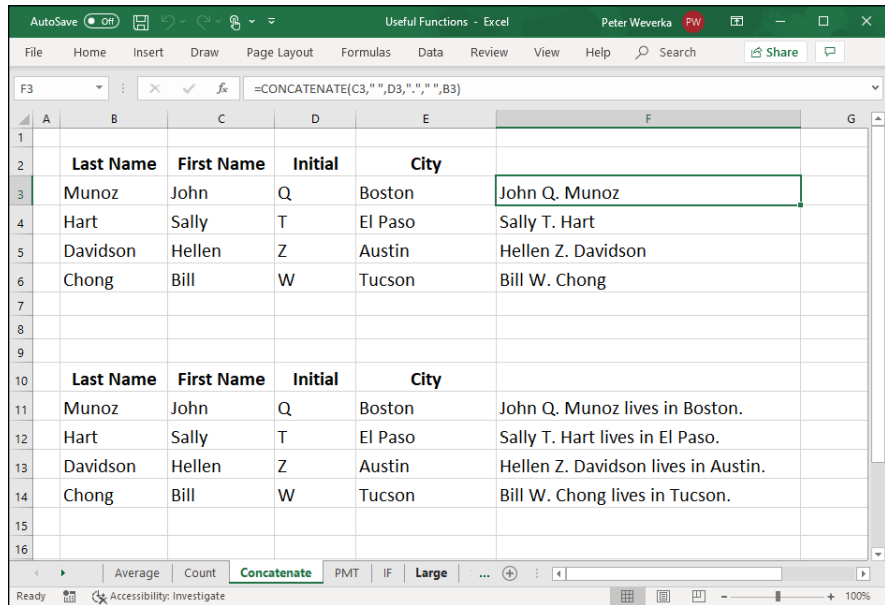 AutoSave Off Useful Functions - Excel Peter Weverka PW
File Home Insert Draw Page Layout Formulas Data Review View Help Search Share
F3 fx =CONCATENATE(C3," ",D3,"."," ",B3)
A B C D E F G
1
2 Last Name First Name Initial City
3 Munoz John Q Boston John Q. Munoz
4 Hart Sally T El Paso Sally T. Hart
5 Davidson Hellen Z Austin Hellen Z. Davidson
6 Chong Bill W Tucson Bill W. Chong
7
8
9
10 Last Name First Name Initial City
11 Munoz John Q Boston John Q. Munoz lives in Boston.
12 Hart Sally T El Paso Sally T. Hart lives in El Paso.
13 Davidson Hellen Z Austin Hellen Z. Davidson lives in Austin.
14 Chong Bill W Tucson Bill W. Chong lives in Tucson.
15
16
Average Count Concatenate PMT IF Large ...
Ready Accessibility: Investigate 100%